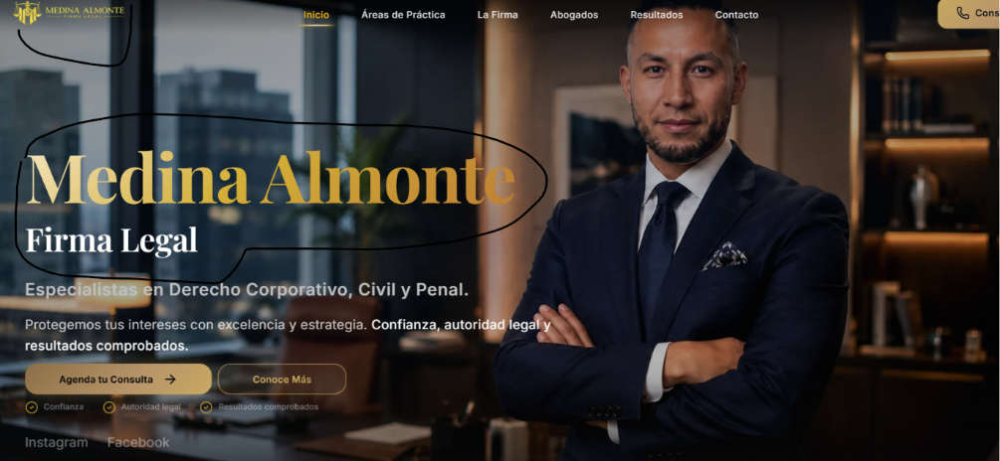 MEDINA ALMONTE
FIRMA LEGAL
Inicio Áreas de Práctica La Firma Abogados Resultados Contacto
Cons
Medina Almonte
Firma Legal
Especialistas en Derecho Corporativo, Civil y Penal.
Protegemos tus intereses con excelencia y estrategia. Confianza, autoridad legal y
resultados comprobados.
Agenda tu Consulta → Conoce Más
Confianza Autoridad legal Resultados comprobados
Instagram Facebook